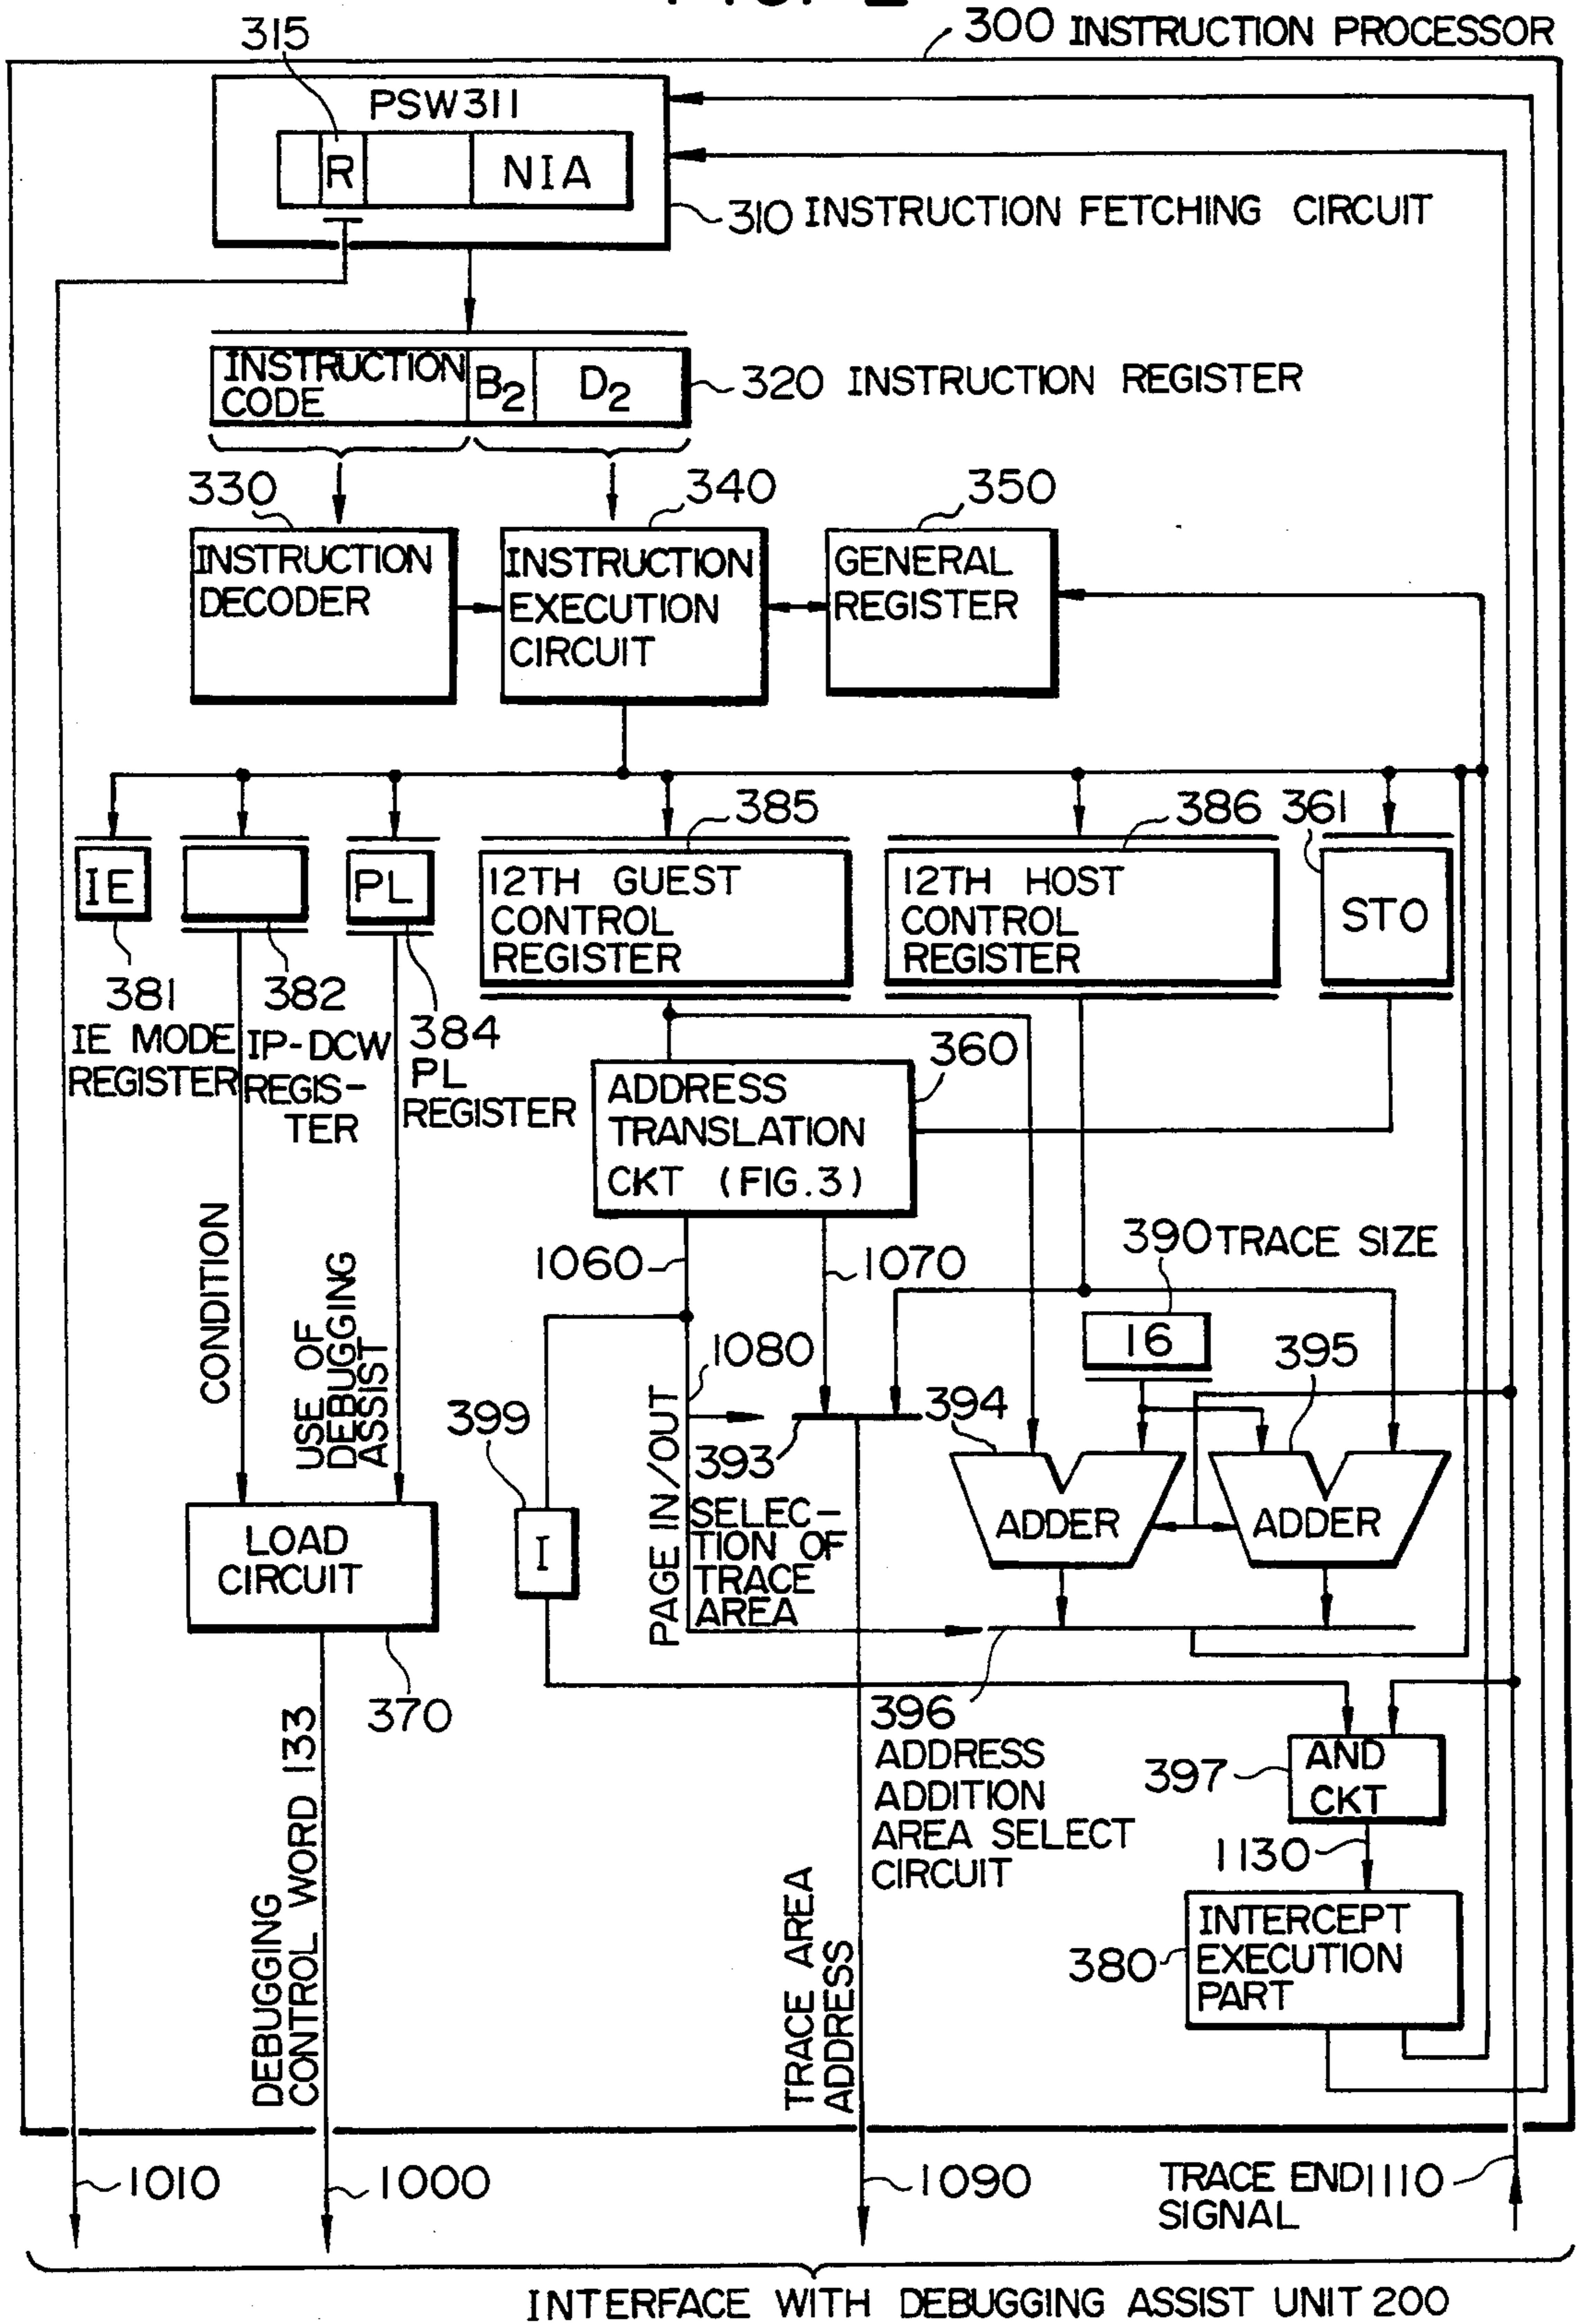 FIG. 2
300 INSTRUCTION PROCESSOR
315
PSW311
R
NIA
310 INSTRUCTION FETCHING CIRCUIT
INSTRUCTION
CODE
B2
D2
320 INSTRUCTION REGISTER
330
340
350
INSTRUCTION
DECODER
INSTRUCTION
EXECUTION
CIRCUIT
GENERAL
REGISTER
385
386
361
IE
PL
12TH GUEST
CONTROL
REGISTER
12TH HOST
CONTROL
REGISTER
STO
381
IE MODE
REGISTER
382
IP-DCW
REGIS-
TER
384
PL
REGISTER
360
ADDRESS
TRANSLATION
CKT (FIG.3)
CONDITION
USE OF
DEBUGGING
ASSIST
1060
1070
390 TRACE SIZE
16
1080
395
399
PAGE IN/OUT
393
SELEC-
TION OF
TRACE
AREA
394
ADDER
ADDER
LOAD
CIRCUIT
I
370
396
ADDRESS
ADDITION
AREA SELECT
CIRCUIT
397
AND
CKT
1130
DEBUGGING
CONTROL WORD 133
TRACE AREA
ADDRESS
380
INTERCEPT
EXECUTION
PART
1010
1000
1090
TRACE END 1110
SIGNAL
INTERFACE WITH DEBUGGING ASSIST UNIT 200